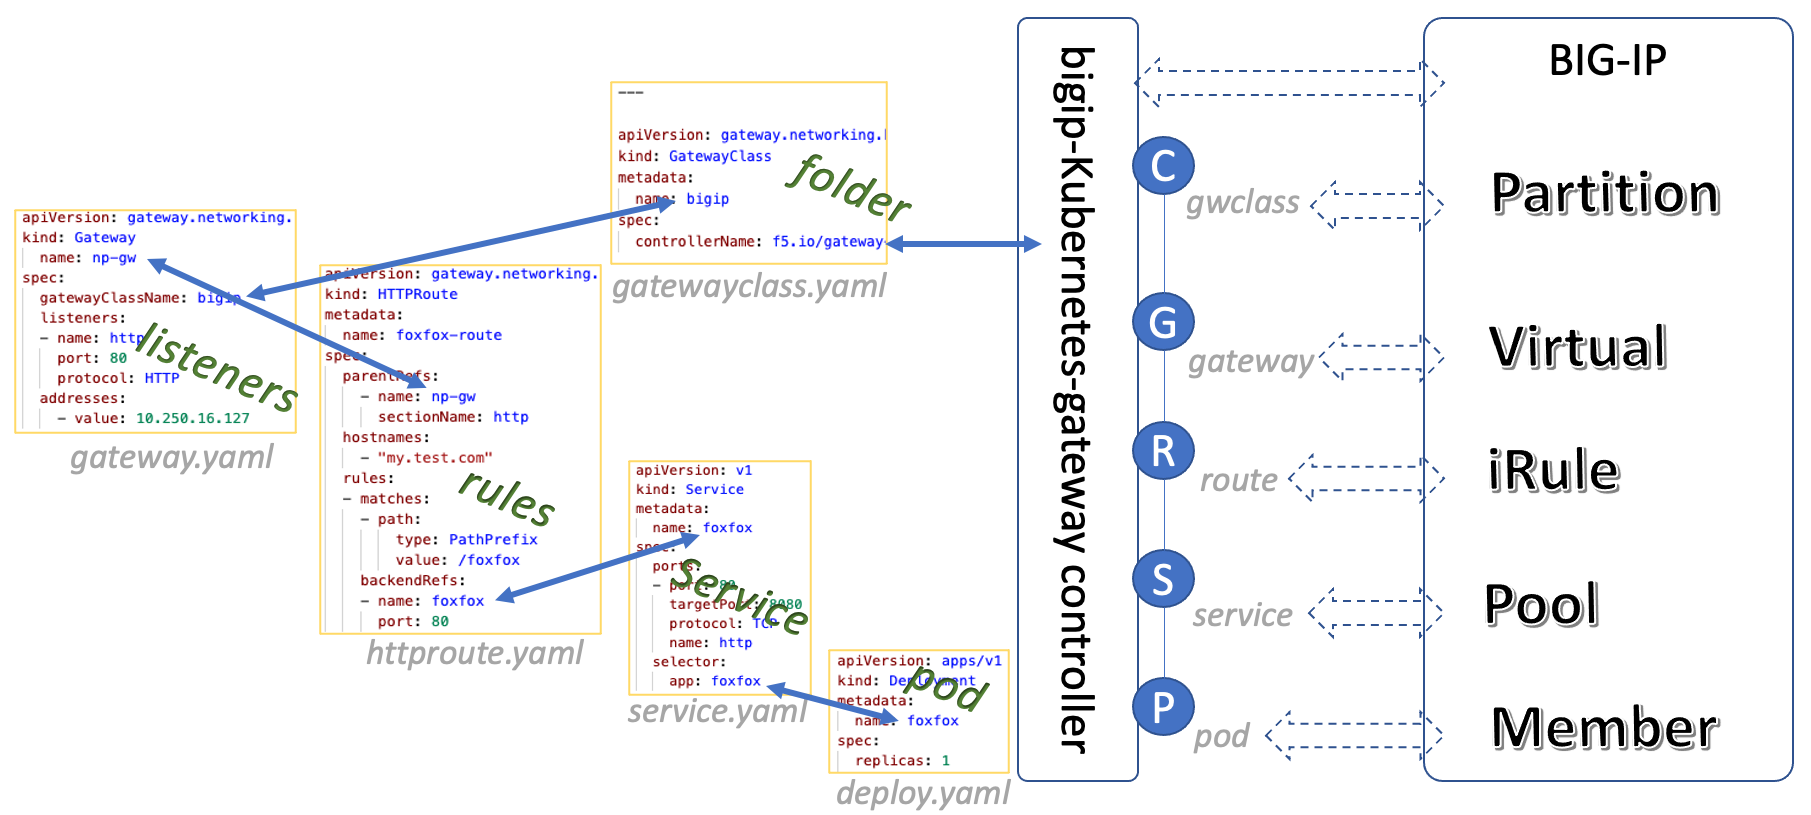 apiVersion: gateway.networking.
kind: Gateway
name: np-gw
spec:
gatewayClassName: bigip
listeners:
- name: http
port: 80
protocol: HTTP
addresses:
- value: 10.250.16.127
listeners
gateway.yaml
apiVersion: gateway.networking.
kind: HTTPRoute
metadata:
name: foxfox-route
spec:
parentRefs:
- name: np-gw
sectionName: http
hostnames:
- "my.test.com"
rules:
- matches:
- path:
type: PathPrefix
value: /foxfox
backendRefs:
- name: foxfox
port: 80
rules
httproute.yaml
---
apiVersion: gateway.networking.
kind: GatewayClass
metadata:
name: bigip
spec:
controllerName: f5.io/gateway
folder
gatewayclass.yaml
apiVersion: v1
kind: Service
metadata:
name: foxfox
spec:
ports:
- port: 80
targetPort: 8080
protocol: TCP
name: http
selector:
app: foxfox
service
service.yaml
apiVersion: apps/v1
kind: Deployment
metadata:
name: foxfox
spec:
replicas: 1
pod
deploy.yaml
bigip-Kubernetes-gateway controller
C
gwclass
G
gateway
R
route
S
service
P
pod
BIG-IP
Partition
Virtual
iRule
Pool
Member